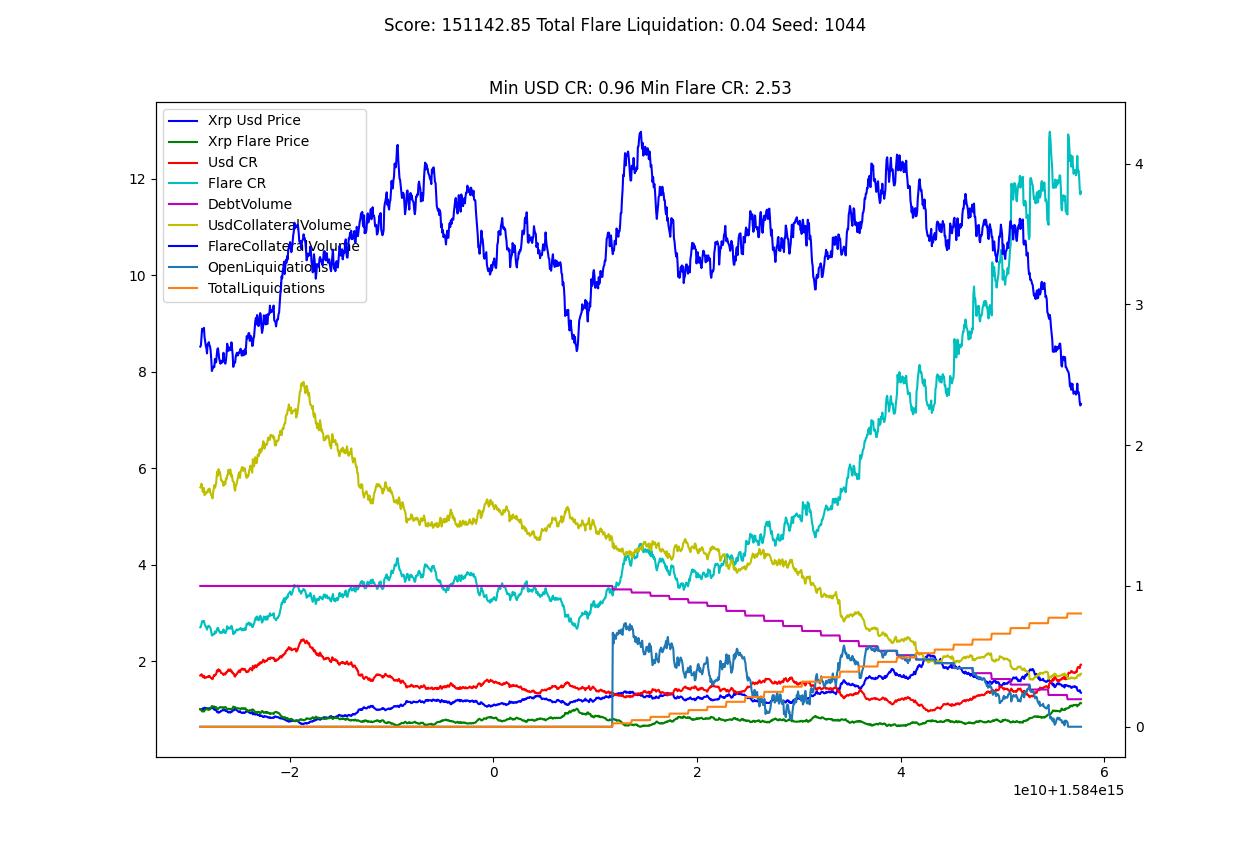 Score: 151142.85 Total Flare Liquidation: 0.04 Seed: 1044
Min USD CR: 0.96 Min Flare CR: 2.53
Xrp Usd Price
Xrp Flare Price
Usd CR
Flare CR
DebtVolume
UsdCollateralVolume
FlareCollateralVolume
OpenLiquidations
TotalLiquidations
12
10
8
6
4
2
4
3
2
1
0
−2
0
2
4
6
1e10+1.584e15